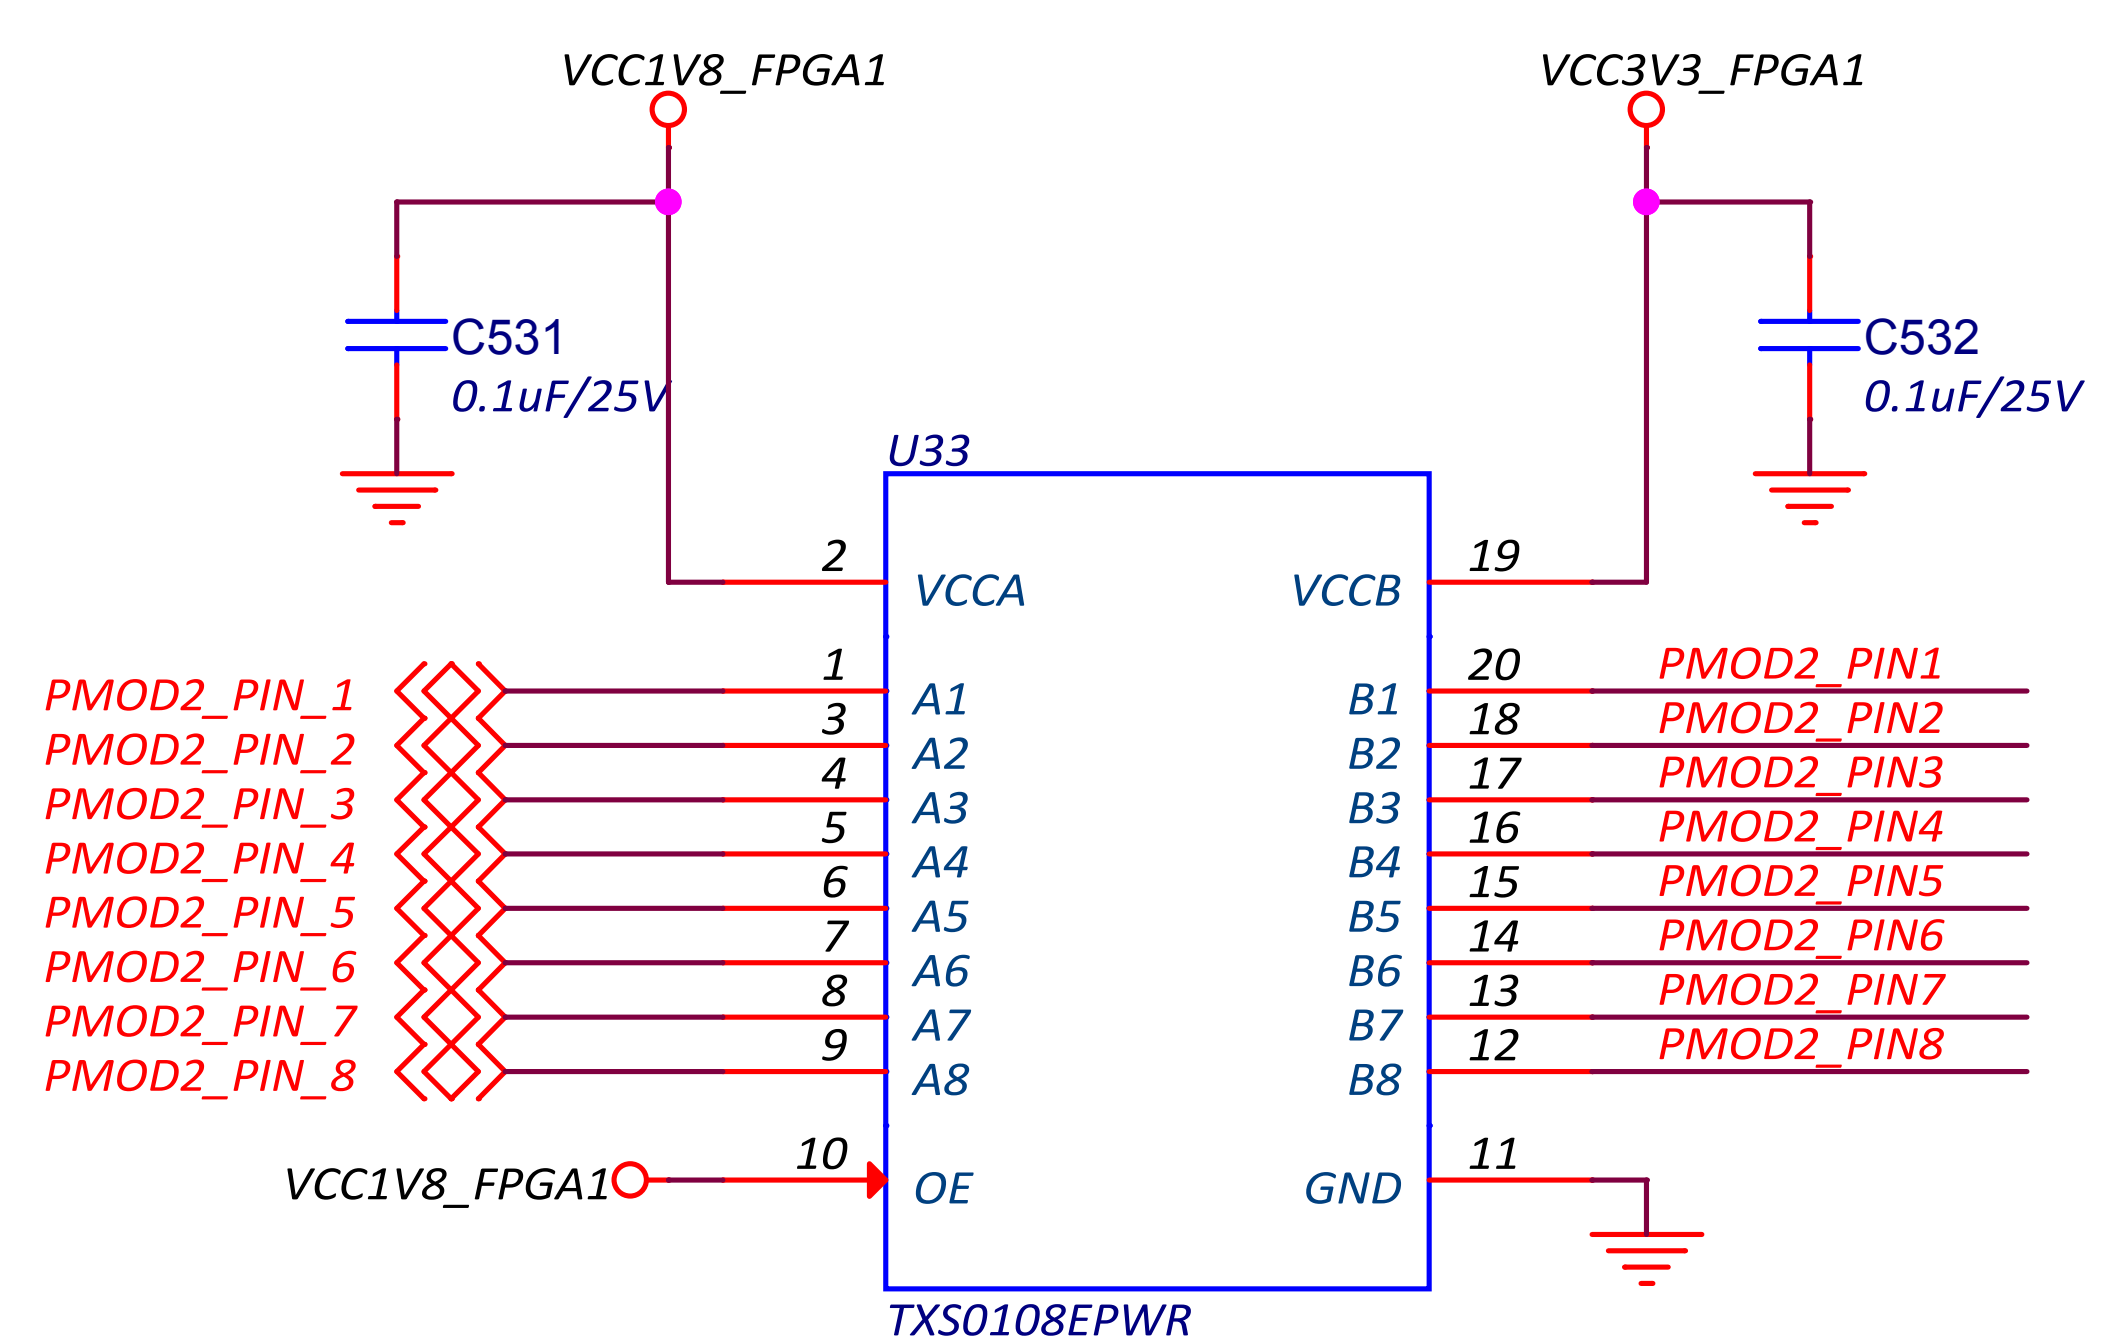 VCC1V8_FPGA1
VCC3V3_FPGA1
C531
0.1uF/25V
C532
0.1uF/25V
U33
2
VCCA
VCCB
19
PMOD2_PIN_1
1
A1
B1
20
PMOD2_PIN1
PMOD2_PIN_2
3
A2
B2
18
PMOD2_PIN2
PMOD2_PIN_3
4
A3
B3
17
PMOD2_PIN3
PMOD2_PIN_4
5
A4
B4
16
PMOD2_PIN4
PMOD2_PIN_5
6
A5
B5
15
PMOD2_PIN5
PMOD2_PIN_6
7
A6
B6
14
PMOD2_PIN6
PMOD2_PIN_7
8
A7
B7
13
PMOD2_PIN7
PMOD2_PIN_8
9
A8
B8
12
PMOD2_PIN8
VCC1V8_FPGA1
10
OE
GND
11
TXS0108EPWR